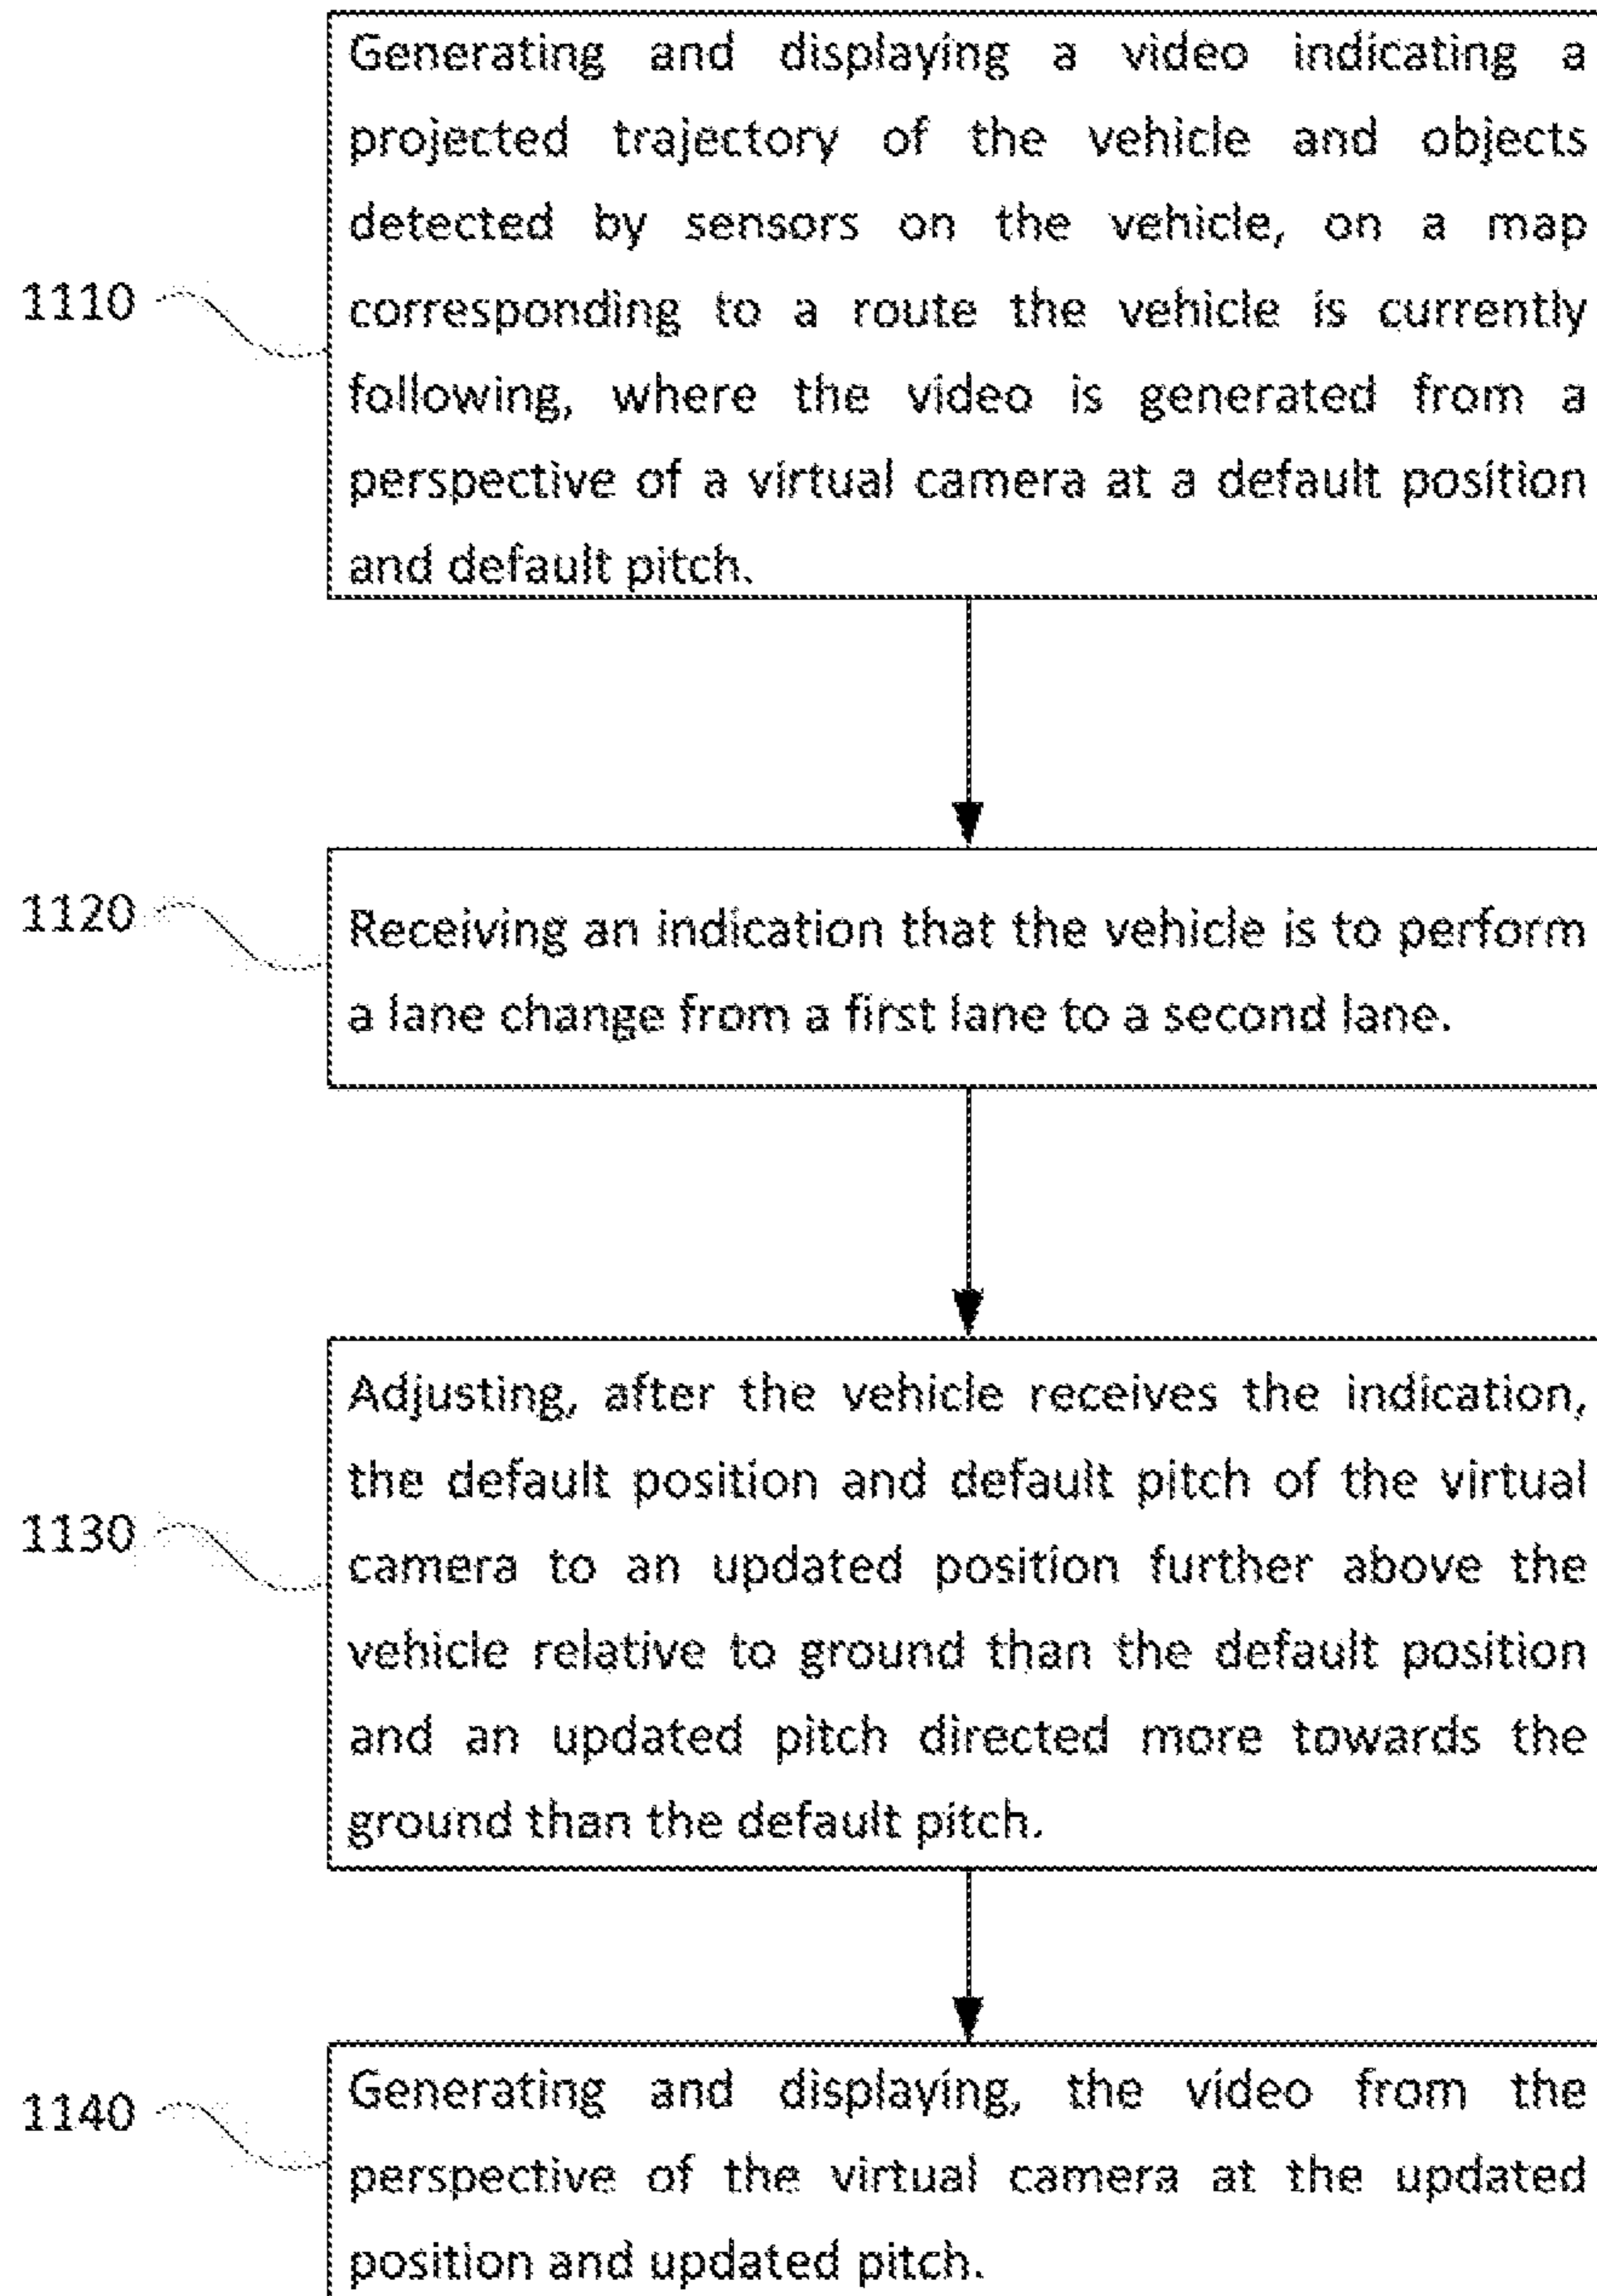 Generating and displaying a video indicating a
projected trajectory of the vehicle and objects
detected by sensors on the vehicle, on a map
1110
corresponding to a route the vehicle is currently
following, where the video is generated from a
perspective of a virtual camera at a default position
and default pitch.
1120
Receiving an indication that the vehicle is to perform
a lane change from a first lane to a second lane.
Adjusting, after the vehicle receives the indication,
the default position and default pitch of the virtual
1130
camera to an updated position further above the
vehicle relative to ground than the default position
and an updated pitch directed more towards the
ground than the default pitch.
Generating and displaying, the video from the
1140
perspective of the virtual camera at the updated
position and updated pitch.